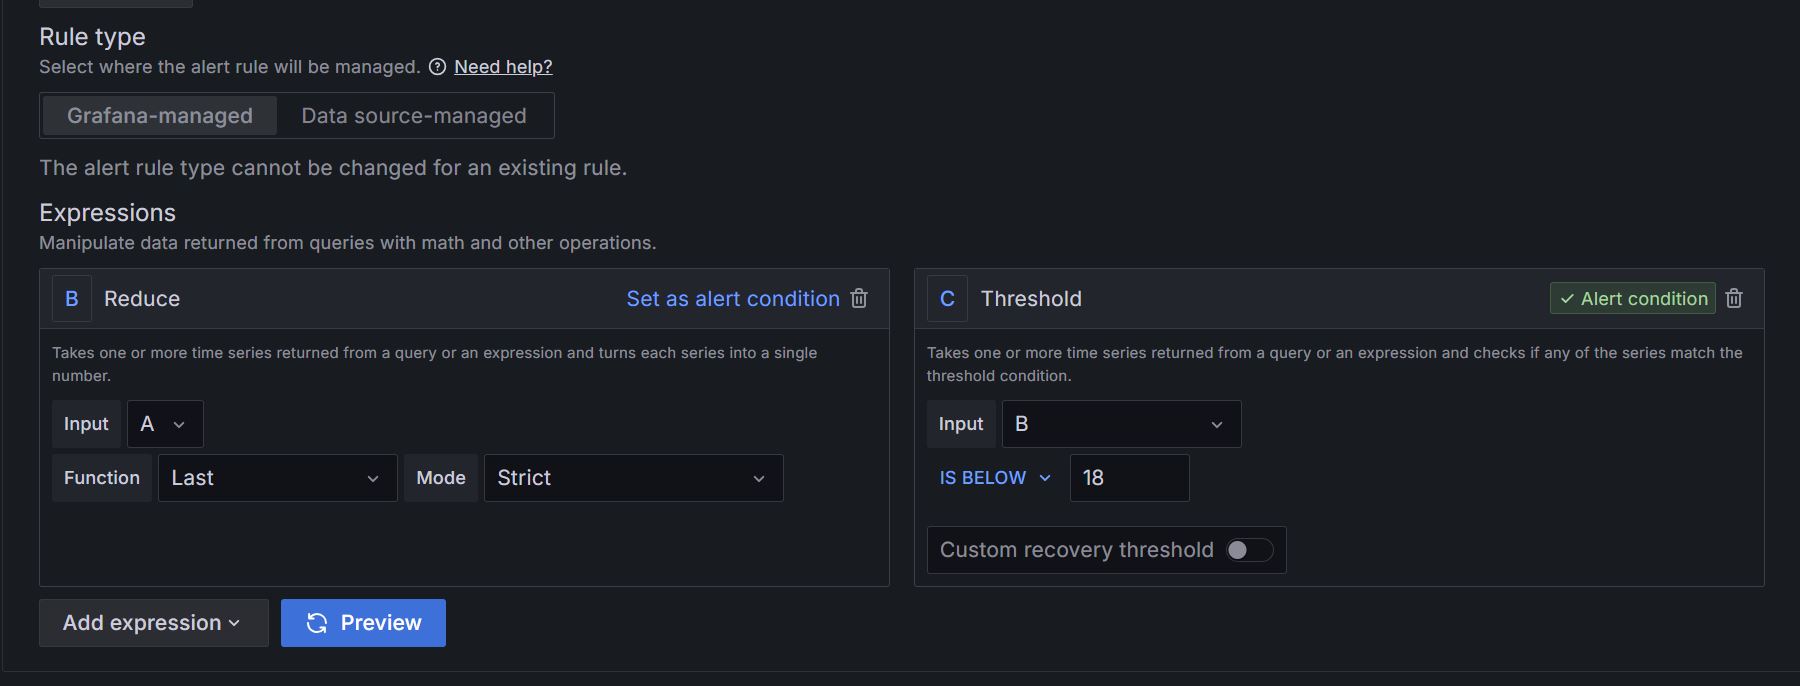 Rule type
Select where the alert rule will be managed. Need help?
Grafana-managed Data source-managed
The alert rule type cannot be changed for an existing rule.
Expressions
Manipulate data returned from queries with math and other operations.
B Reduce Set as alert condition
Takes one or more time series returned from a query or an expression and turns each series into a single
number.
Input A
Function Last Mode Strict
C Threshold Alert condition
Takes one or more time series returned from a query or an expression and checks if any of the series match the
threshold condition.
Input B
IS BELOW 18
Custom recovery threshold
Add expression Preview